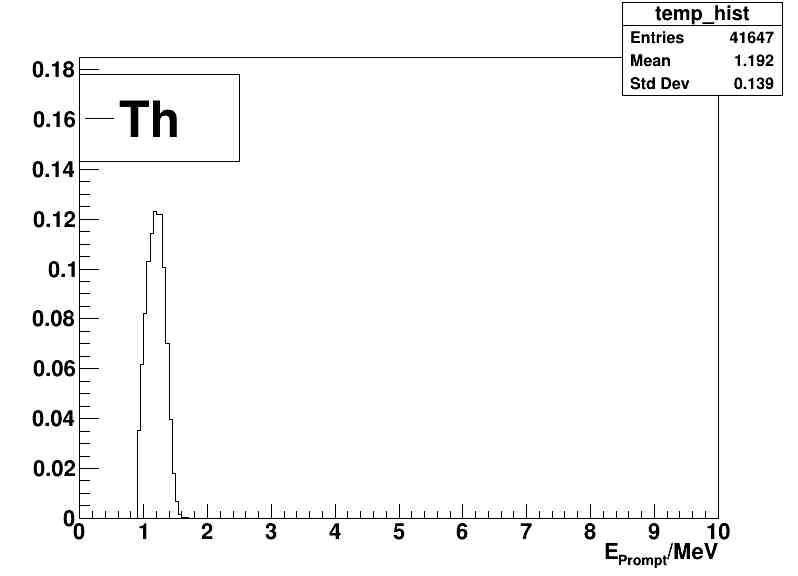 temp_hist
Entries 41647
Mean 1.192
Std Dev 0.139
0.18
0.16
0.14
0.12
0.1
0.08
0.06
0.04
0.02
0
Th
0 1 2 3 4 5 6 7 8 9 10
E_Prompt/MeV